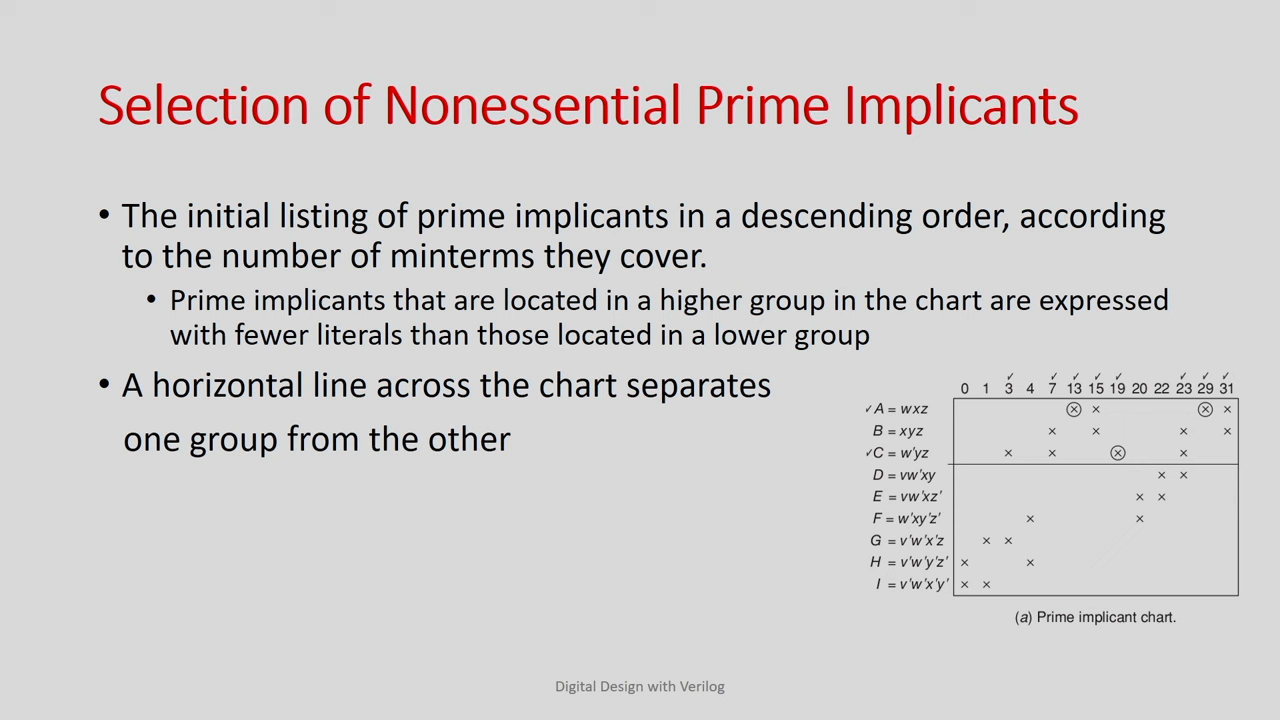 Selection of Nonessential Prime Implicants
• The initial listing of prime implicants in a descending order, according
to the number of minterms they cover.
• Prime implicants that are located in a higher group in the chart are expressed
with fewer literals than those located in a lower group
• A horizontal line across the chart separates
one group from the other
✓ ✓ ✓ ✓ ✓ ✓ ✓ ✓
0 1 3 4 7 13 15 19 20 22 23 29 31
✓A = wxz ⊗ × ⊗ ×
B = xyz × × × ×
✓C = w'yz × × ⊗ ×
D = vw'xy × ×
E = vw'xz' × ×
F = w'xy'z' × ×
G = v'w'x'z × ×
H = v'w'y'z' × ×
I = v'w'x'y' × ×
(a) Prime implicant chart.
Digital Design with Verilog